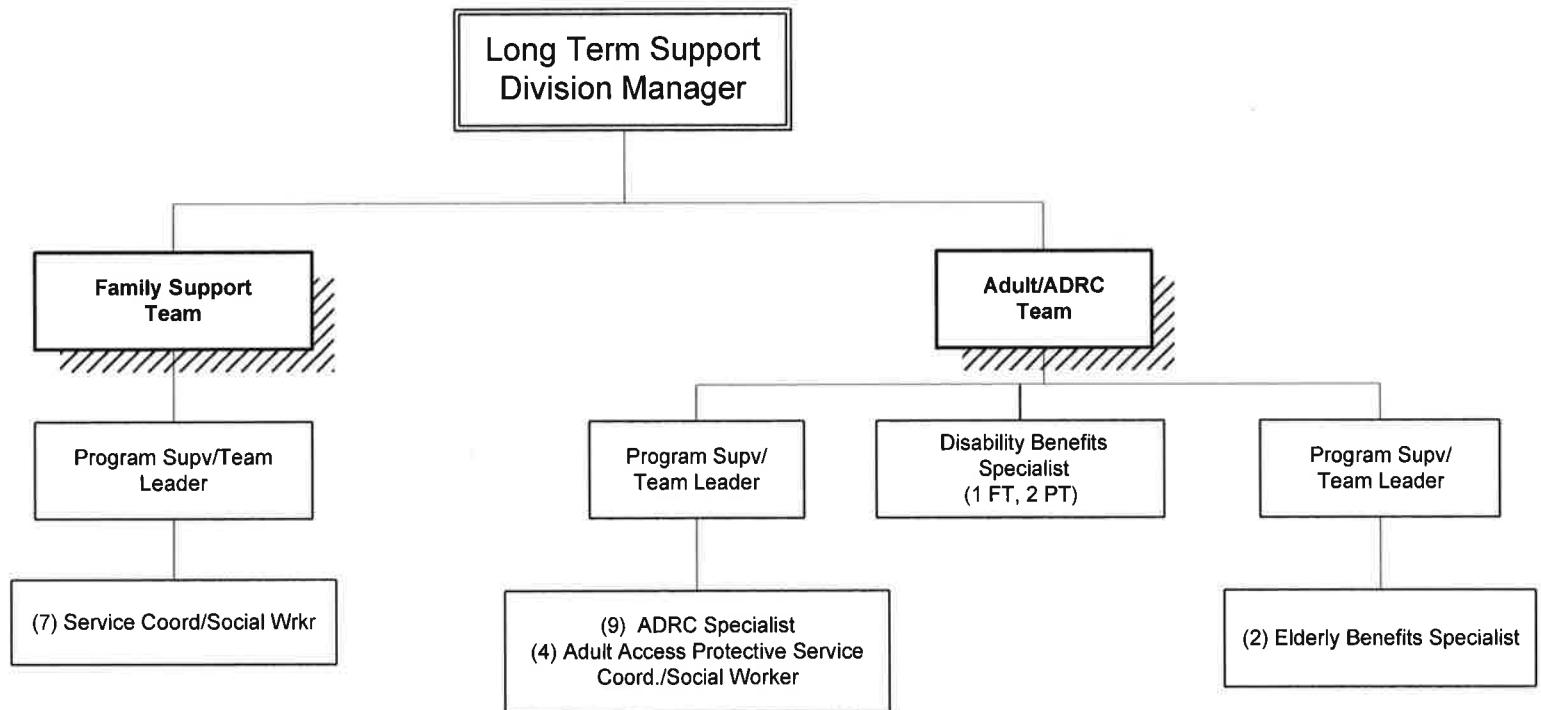 Long Term Support
Division Manager
Family Support
Team
Adult/ADRC
Team
Program Supv/Team
Leader
Program Supv/
Team Leader
Disability Benefits
Specialist
(1 FT, 2 PT)
Program Supv/
Team Leader
(7) Service Coord/Social Wrkr
(9) ADRC Specialist
(4) Adult Access Protective Service
Coord./Social Worker
(2) Elderly Benefits Specialist